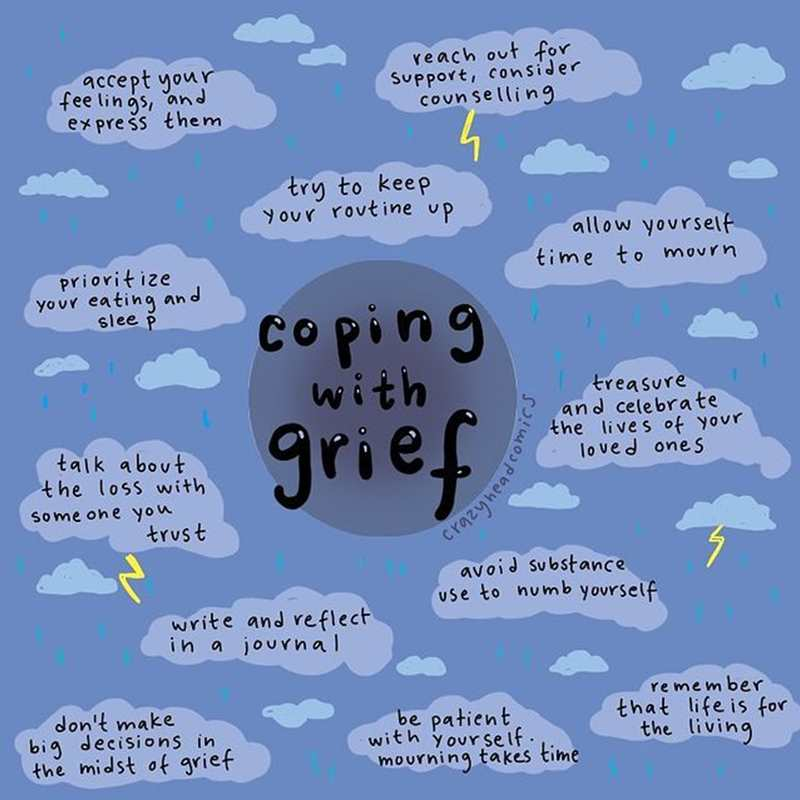 accept your
feelings, and
express them
reach out for
support, consider
counselling
try to keep
your routine up
allow yourself
time to mourn
prioritize
your eating and
sleep
coping
with
grief
crazyheadcomics
treasure
and celebrate
the lives of your
loved ones
talk about
the loss with
someone you
trust
avoid substance
use to numb yourself
write and reflect
in a journal
remember
that life is for
the living
don't make
big decisions in
the midst of grief
be patient
with yourself.
mourning takes time